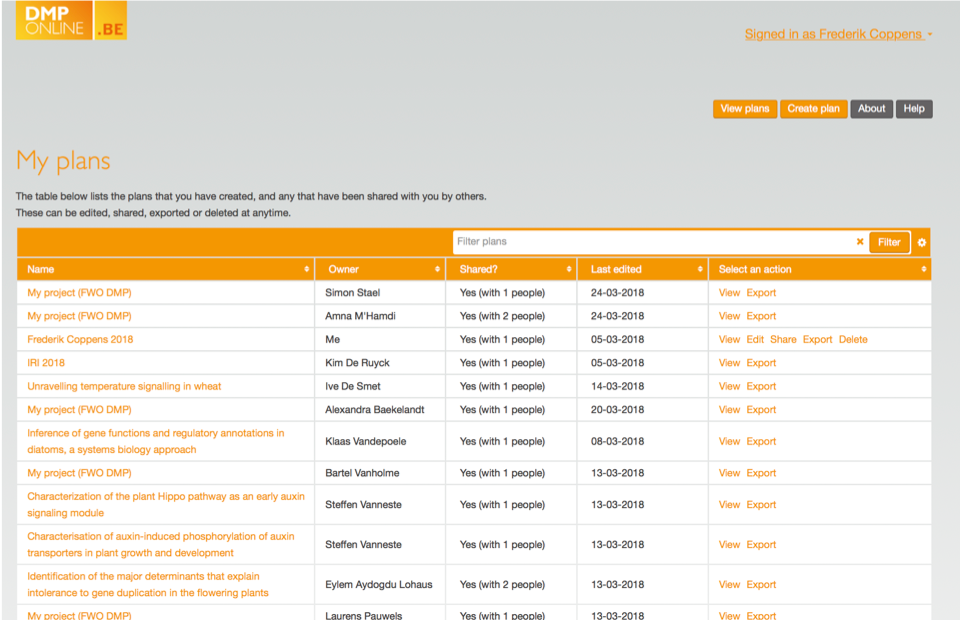 DMP
ONLINE .BE
Signed in as Frederik Coppens
View plans Create plan About Help
My plans
The table below lists the plans that you have created, and any that have been shared with you by others.
These can be edited, shared, exported or deleted at anytime.
Filter plans × Filter
Name Owner Shared? Last edited Select an action
My project (FWO DMP) Simon Stael Yes (with 1 people) 24-03-2018 View Export
My project (FWO DMP) Amna M'Hamdi Yes (with 2 people) 24-03-2018 View Export
Frederik Coppens 2018 Me Yes (with 1 people) 05-03-2018 View Edit Share Export Delete
IRI 2018 Kim De Ruyck Yes (with 1 people) 05-03-2018 View Export
Unravelling temperature signalling in wheat Ive De Smet Yes (with 1 people) 14-03-2018 View Export
My project (FWO DMP) Alexandra Baekelandt Yes (with 1 people) 20-03-2018 View Export
Inference of gene functions and regulatory annotations in
diatoms, a systems biology approach Klaas Vandepoele Yes (with 1 people) 08-03-2018 View Export
My project (FWO DMP) Bartel Vanholme Yes (with 1 people) 13-03-2018 View Export
Characterization of the plant Hippo pathway as an early auxin
signaling module Steffen Vanneste Yes (with 1 people) 13-03-2018 View Export
Characterisation of auxin-induced phosphorylation of auxin
transporters in plant growth and development Steffen Vanneste Yes (with 1 people) 13-03-2018 View Export
Identification of the major determinants that explain
intolerance to gene duplication in the flowering plants Eylem Aydogdu Lohaus Yes (with 2 people) 13-03-2018 View Export
My project (FWO DMP) Laurens Pauwels Yes (with 1 people) 13-03-2018 View Export